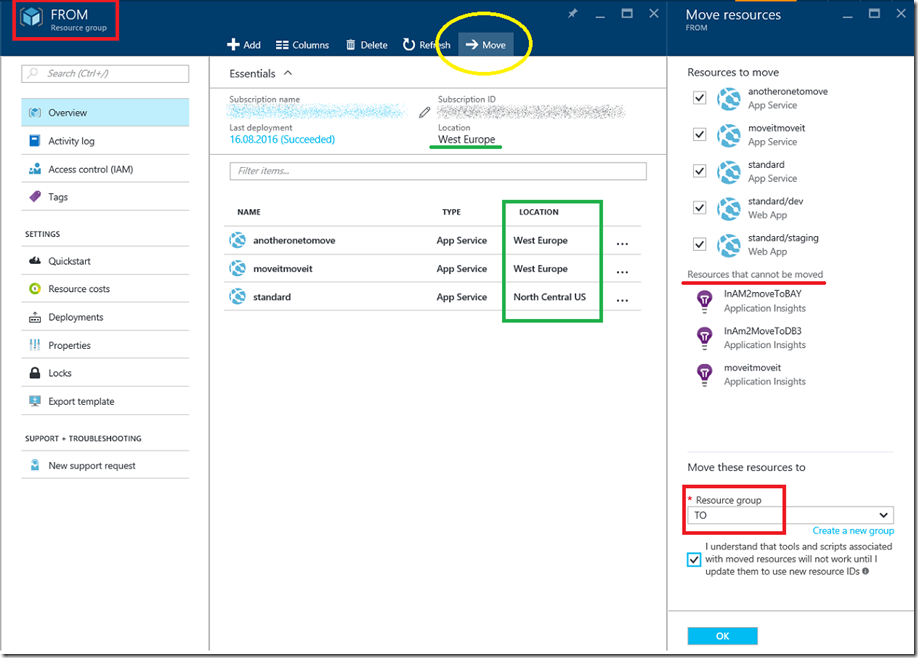 FROM
Resource group
Search (Ctrl+/)
Overview
Activity log
Access control (IAM)
Tags
SETTINGS
Quickstart
Resource costs
Deployments
Properties
Locks
Export template
SUPPORT + TROUBLESHOOTING
New support request
Add Columns Delete Refresh Move
Essentials
Subscription name Subscription ID
Last deployment Location
16.08.2016 (Succeeded) West Europe
Filter items...
NAME TYPE LOCATION
anotheronetomove App Service West Europe ...
moveitmoveit App Service West Europe ...
standard App Service North Central US ...
Move resources
FROM
Resources to move
anotheronetomove
App Service
moveitmoveit
App Service
standard
App Service
standard/dev
Web App
standard/staging
Web App
Resources that cannot be moved
InAM2moveToBAY
Application Insights
InAm2MoveToDB3
Application Insights
moveitmoveit
Application Insights
Move these resources to
* Resource group
TO
Create a new group
I understand that tools and scripts associated
with moved resources will not work until I
update them to use new resource IDs
OK